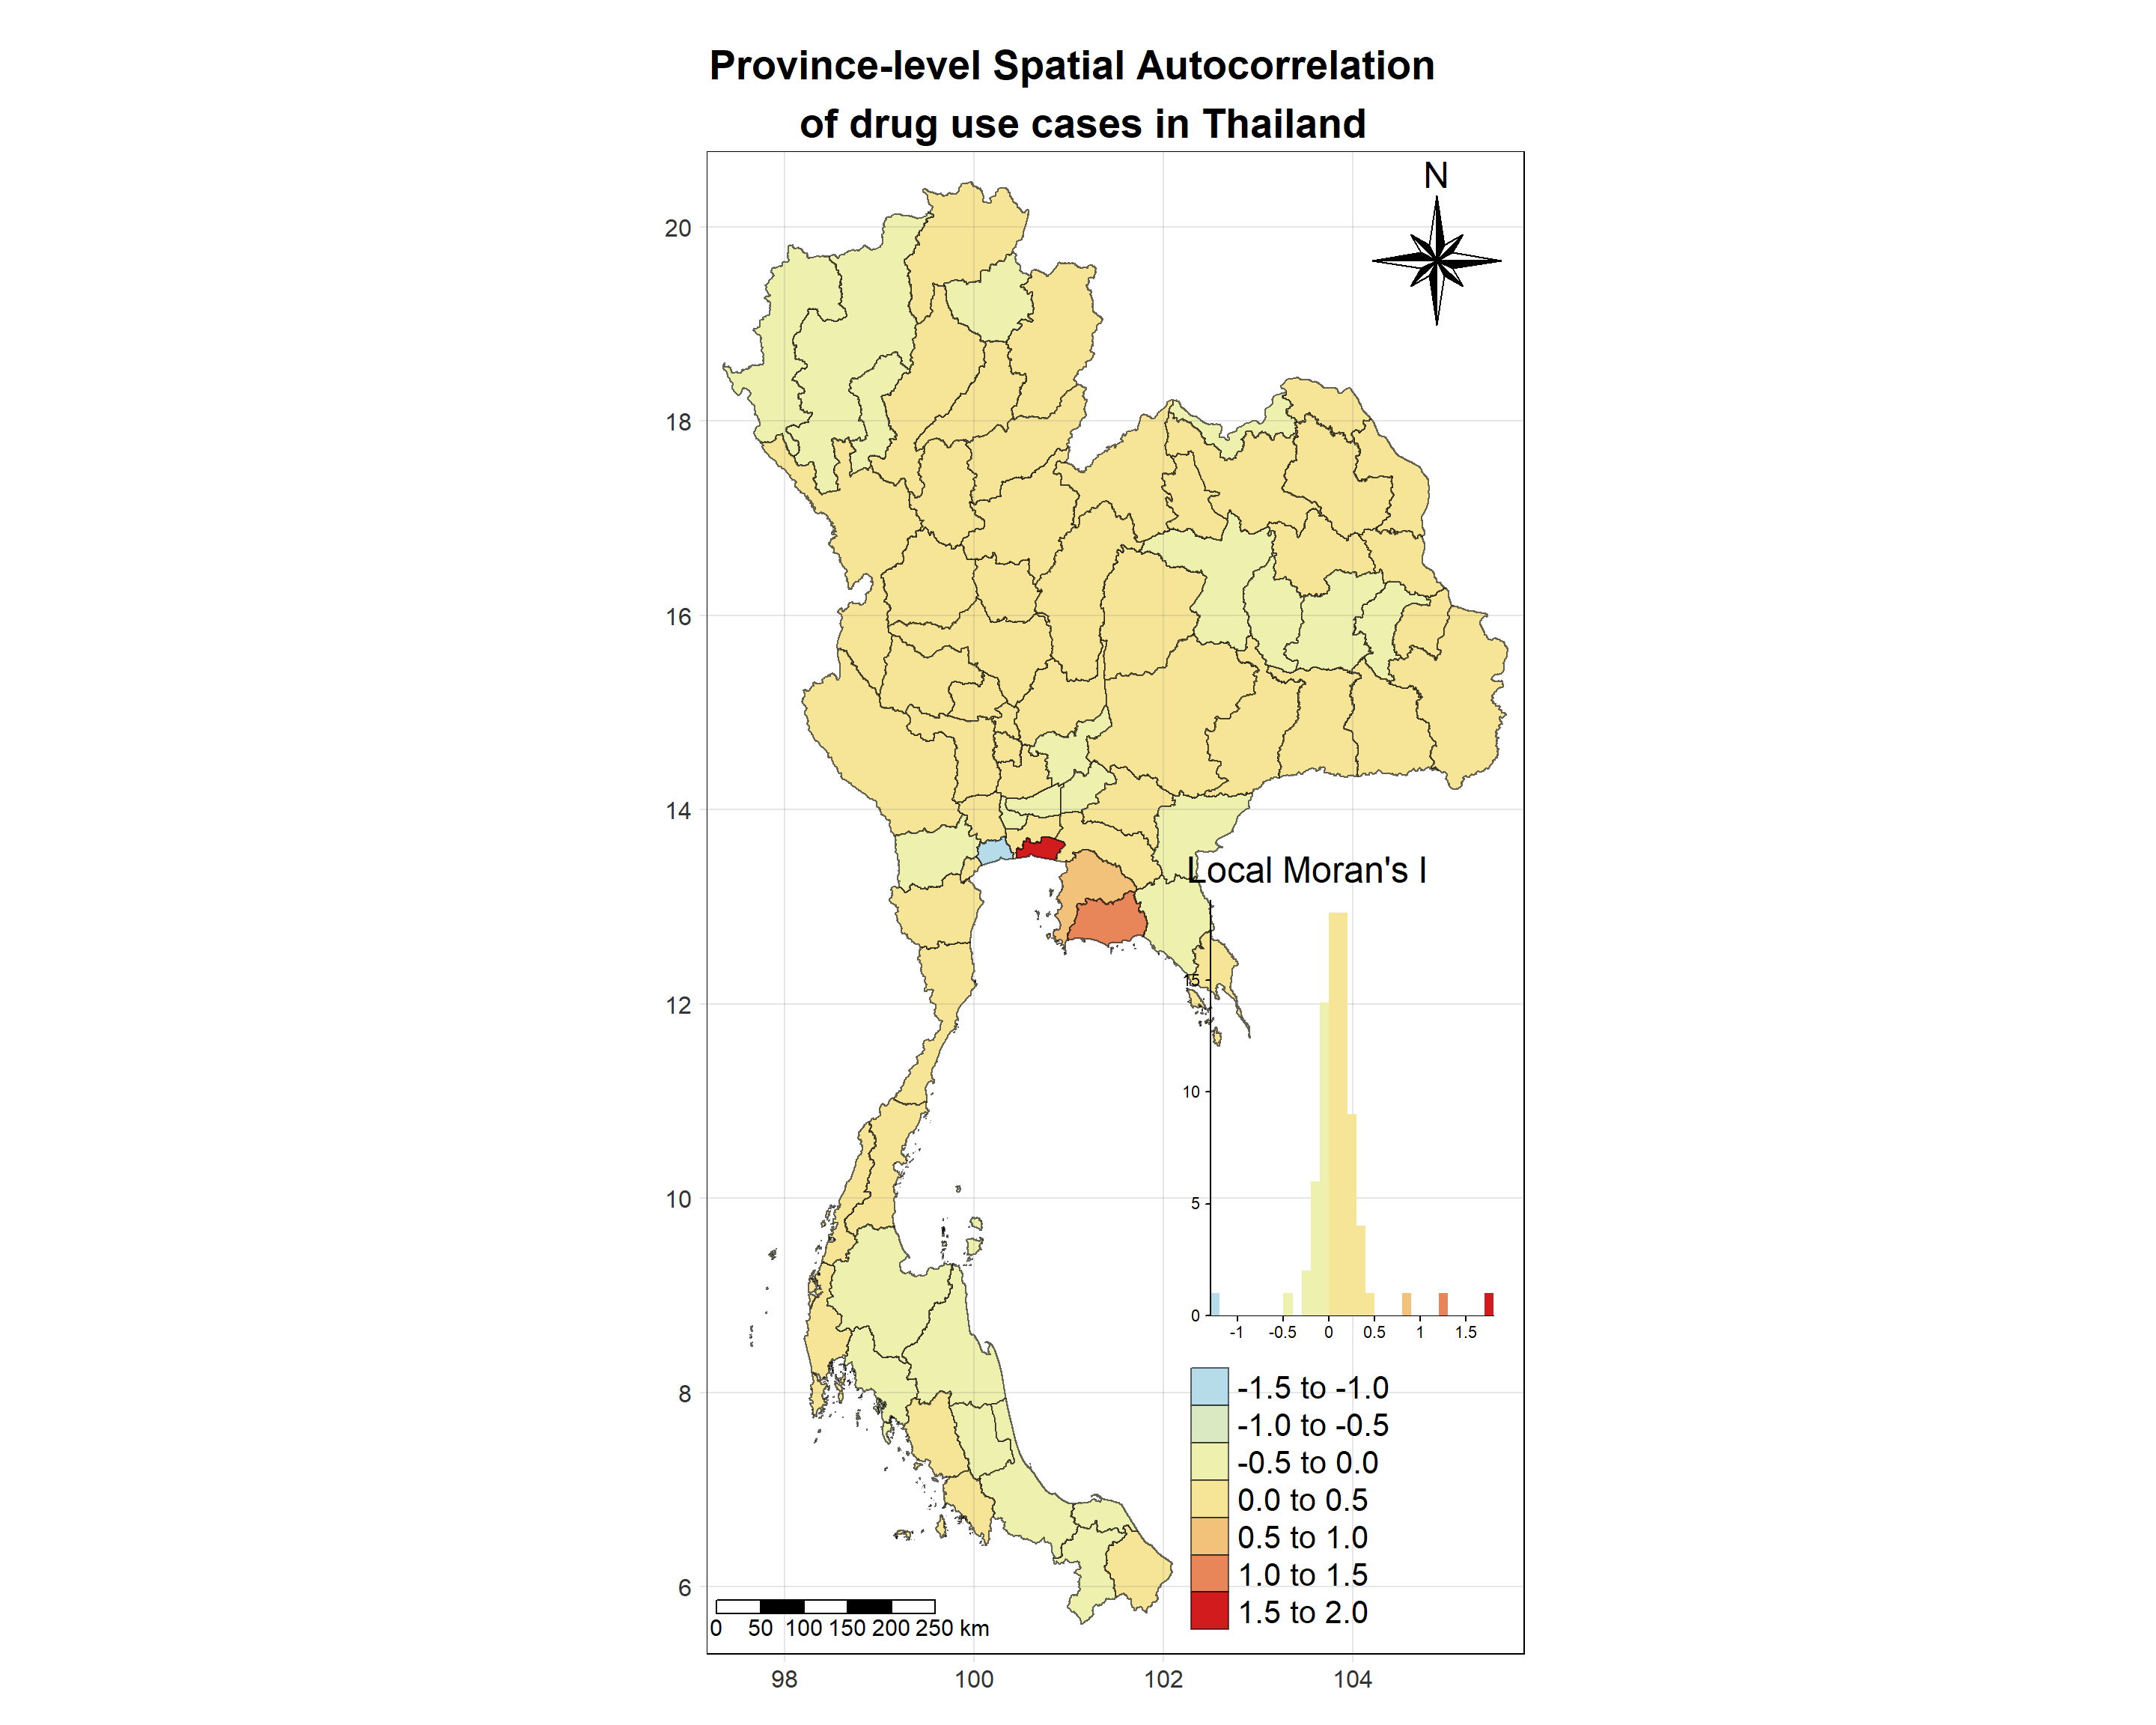 Province-level Spatial Autocorrelation
of drug use cases in Thailand
N
20
18
16
14
12
10
8
6
98 100 102 104
Local Moran's I
15
10
5
0
-1 -0.5 0 0.5 1 1.5
-1.5 to -1.0
-1.0 to -0.5
-0.5 to 0.0
0.0 to 0.5
0.5 to 1.0
1.0 to 1.5
1.5 to 2.0
0 50 100 150 200 250 km